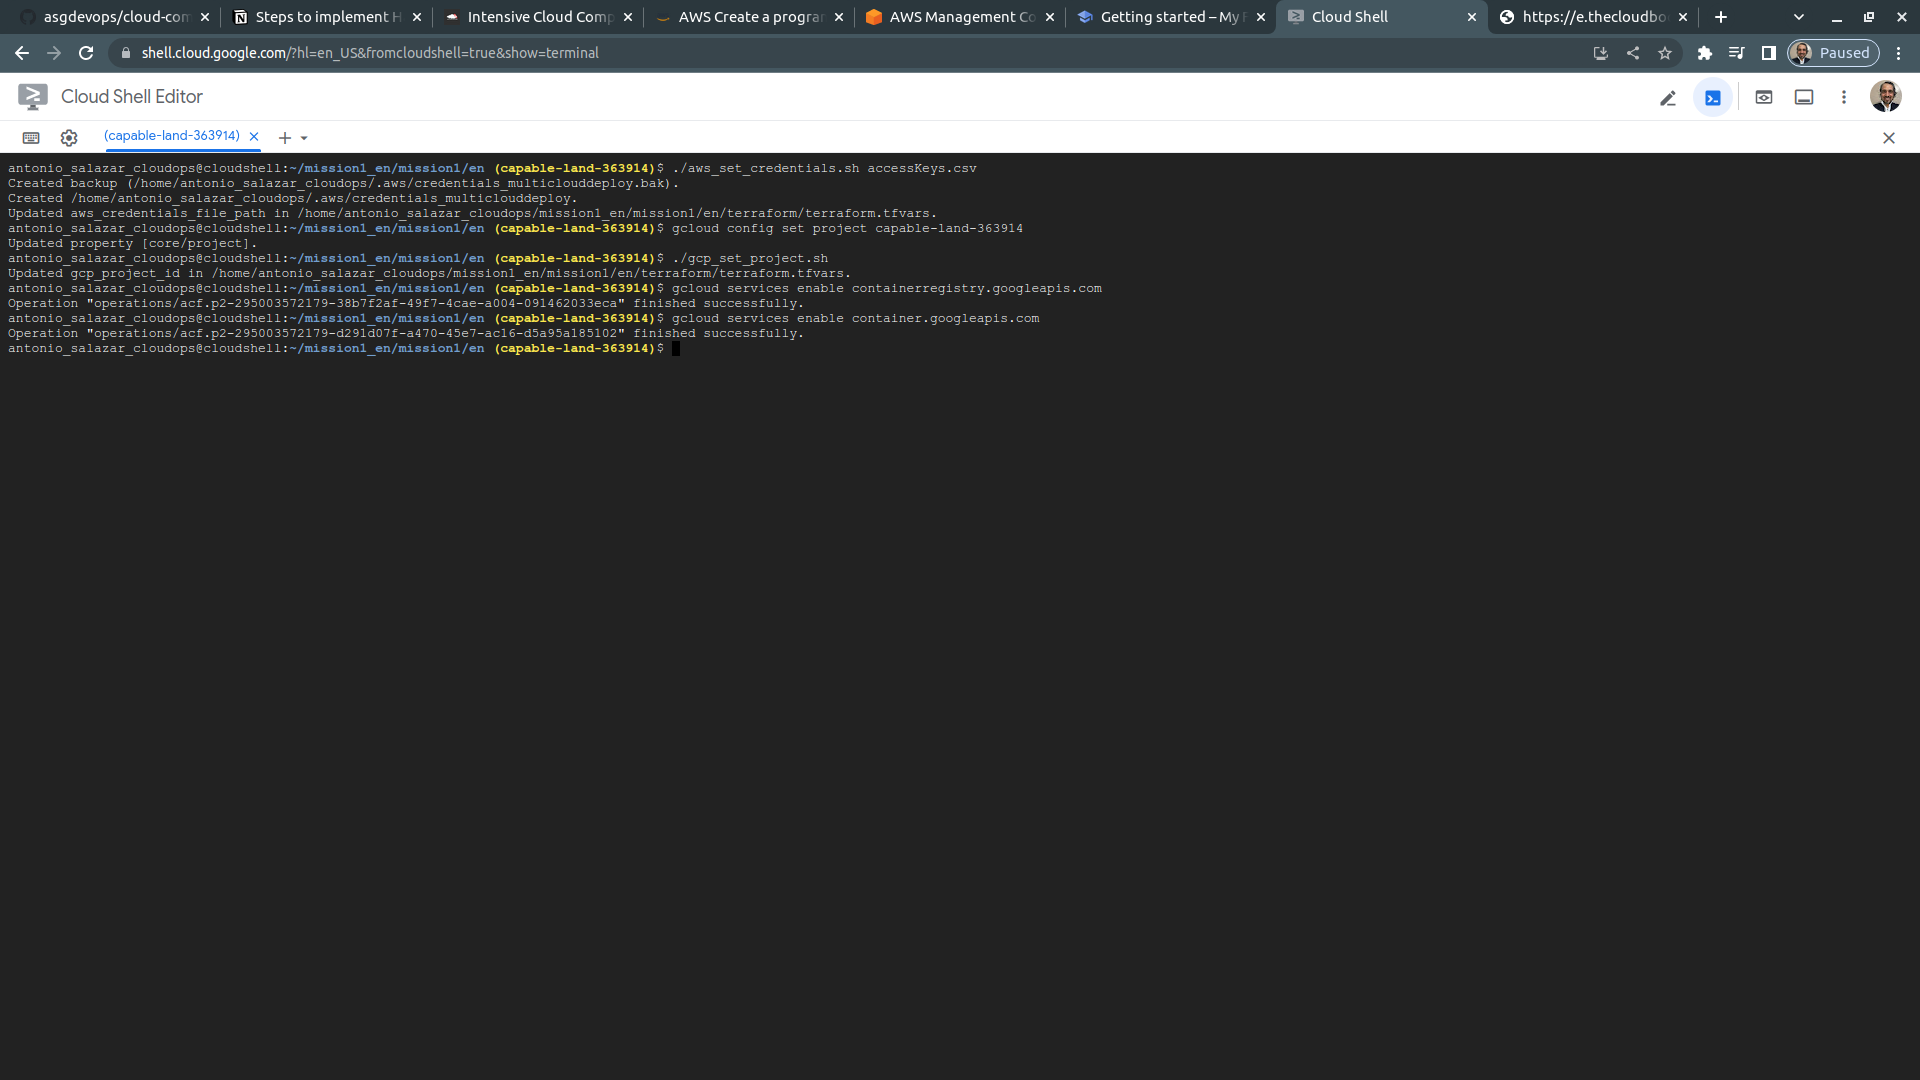 asgdevops/cloud-com
Steps to implement H
Intensive Cloud Comp
AWS Create a progra
AWS Management Co
Getting started – My F
Cloud Shell
https://e.thecloudbo
shell.cloud.google.com/?hl=en_US&fromcloudshell=true&show=terminal
Paused
Cloud Shell Editor
(capable-land-363914)
antonio_salazar_cloudops@cloudshell:~/mission1_en/mission1/en (capable-land-363914)$ ./aws_set_credentials.sh accessKeys.csv
Created backup (/home/antonio_salazar_cloudops/.aws/credentials_multiclouddeploy.bak).
Created /home/antonio_salazar_cloudops/.aws/credentials_multiclouddeploy.
Updated aws_credentials_file_path in /home/antonio_salazar_cloudops/mission1_en/mission1/en/terraform/terraform.tfvars.
antonio_salazar_cloudops@cloudshell:~/mission1_en/mission1/en (capable-land-363914)$ gcloud config set project capable-land-363914
Updated property [core/project].
antonio_salazar_cloudops@cloudshell:~/mission1_en/mission1/en (capable-land-363914)$ ./gcp_set_project.sh
Updated gcp_project_id in /home/antonio_salazar_cloudops/mission1_en/mission1/en/terraform/terraform.tfvars.
antonio_salazar_cloudops@cloudshell:~/mission1_en/mission1/en (capable-land-363914)$ gcloud services enable containerregistry.googleapis.com
Operation "operations/acf.p2-295003572179-38b7f2af-49f7-4cae-a004-091462033eca" finished successfully.
antonio_salazar_cloudops@cloudshell:~/mission1_en/mission1/en (capable-land-363914)$ gcloud services enable container.googleapis.com
Operation "operations/acf.p2-295003572179-d291d07f-a470-45e7-ac16-d5a95a185102" finished successfully.
antonio_salazar_cloudops@cloudshell:~/mission1_en/mission1/en (capable-land-363914)$